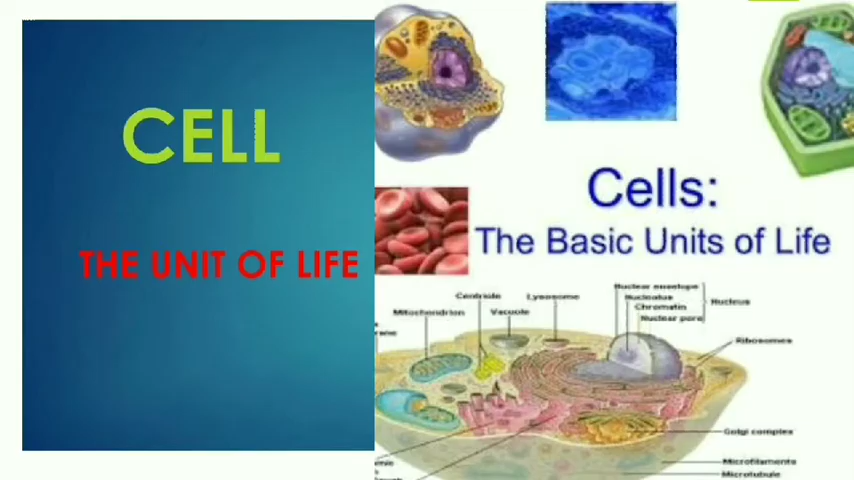 CELL
THE UNIT OF LIFE
Cells:
The Basic Units of Life
Nuclear envelope
Nucleolus
Chromatin
Nuclear pore
Nucleus
Centriole
Lysosome
Mitochondrion
Vacuole
Ribosomes
Golgi complex
Microfilaments
Microtubule